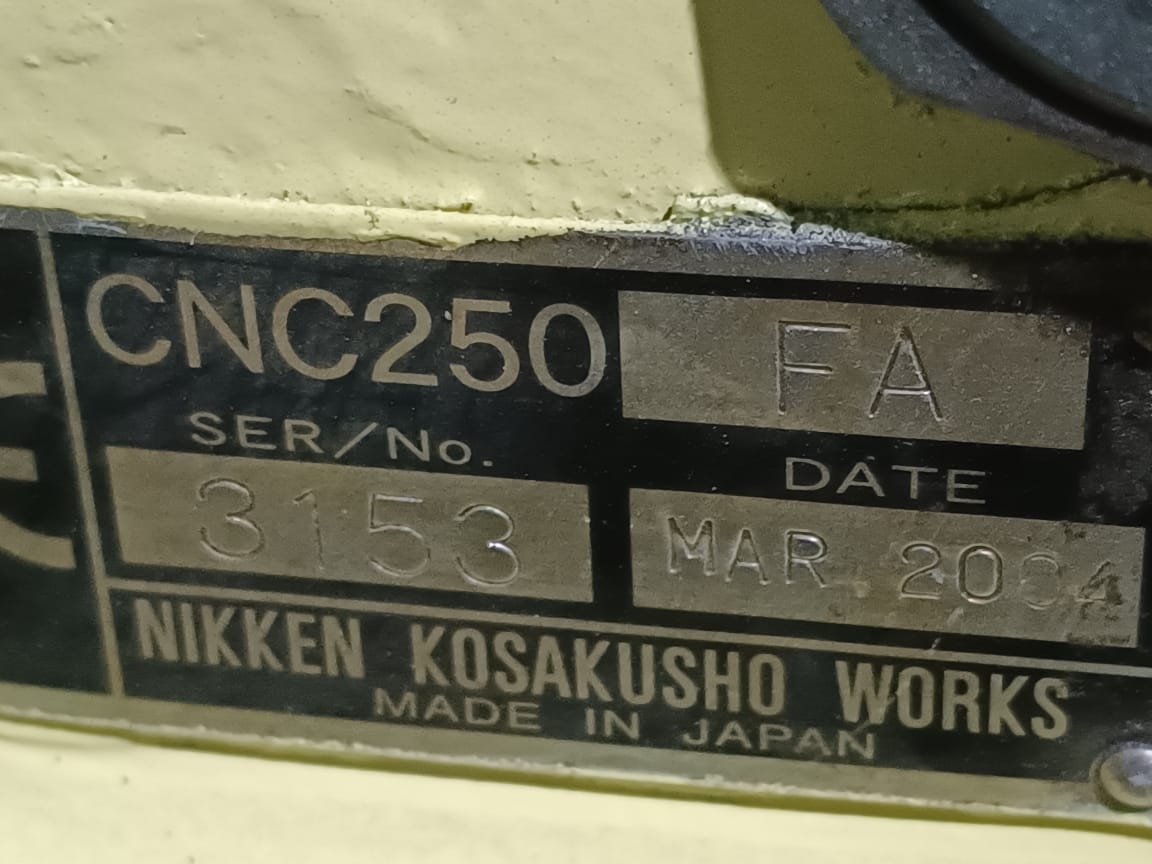 CNC250 FA
SER/No.
DATE
3153
MAR 2004
NIKKEN KOSAKUSHO WORKS
MADE IN JAPAN